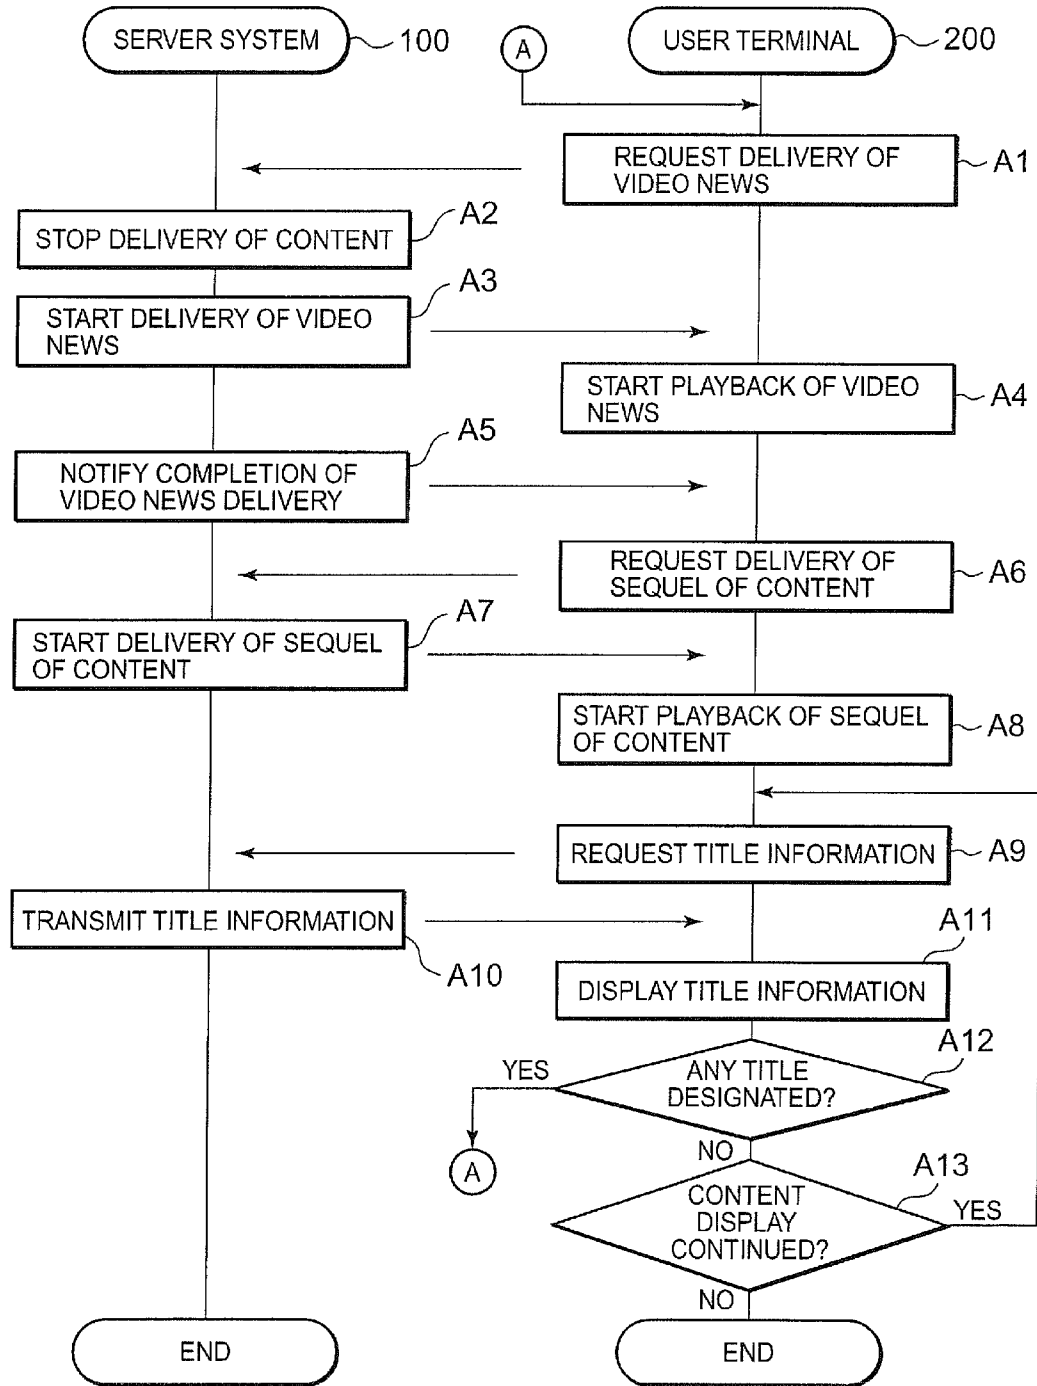 SERVER SYSTEM
100
A
USER TERMINAL
200
REQUEST DELIVERY OF
VIDEO NEWS
A1
STOP DELIVERY OF CONTENT
A2
START DELIVERY OF VIDEO
NEWS
A3
START PLAYBACK OF VIDEO
NEWS
A4
NOTIFY COMPLETION OF
VIDEO NEWS DELIVERY
A5
REQUEST DELIVERY OF
SEQUEL OF CONTENT
A6
START DELIVERY OF SEQUEL
OF CONTENT
A7
START PLAYBACK OF SEQUEL
OF CONTENT
A8
REQUEST TITLE INFORMATION
A9
TRANSMIT TITLE INFORMATION
A10
DISPLAY TITLE INFORMATION
A11
ANY TITLE
DESIGNATED?
A12
YES
A
NO
CONTENT
DISPLAY
CONTINUED?
A13
YES
NO
END
END